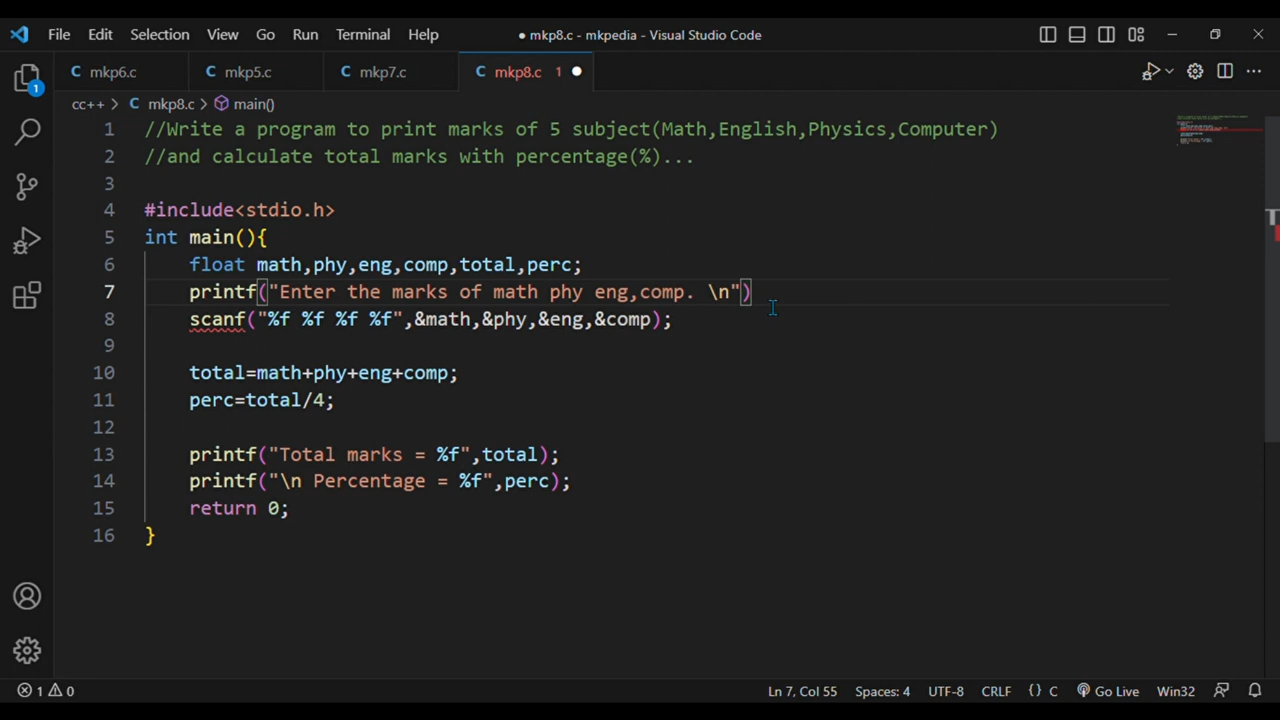 File Edit Selection View Go Run Terminal Help ● mkp8.c - mkpedia - Visual Studio Code
C mkp6.c C mkp5.c C mkp7.c C mkp8.c 1 ●
1
cc++ > C mkp8.c > main()
1 //Write a program to print marks of 5 subject(Math,English,Physics,Computer)
2 //and calculate total marks with percentage(%)...
3
4 #include<stdio.h>
5 int main(){
6 float math,phy,eng,comp,total,perc;
7 printf("Enter the marks of math phy eng,comp. \n")
8 scanf("%f %f %f %f",&math,&phy,&eng,&comp);
9
10 total=math+phy+eng+comp;
11 perc=total/4;
12
13 printf("Total marks = %f",total);
14 printf("\n Percentage = %f",perc);
15 return 0;
16 }
1 0 Ln 7, Col 55 Spaces: 4 UTF-8 CRLF {} C Go Live Win32